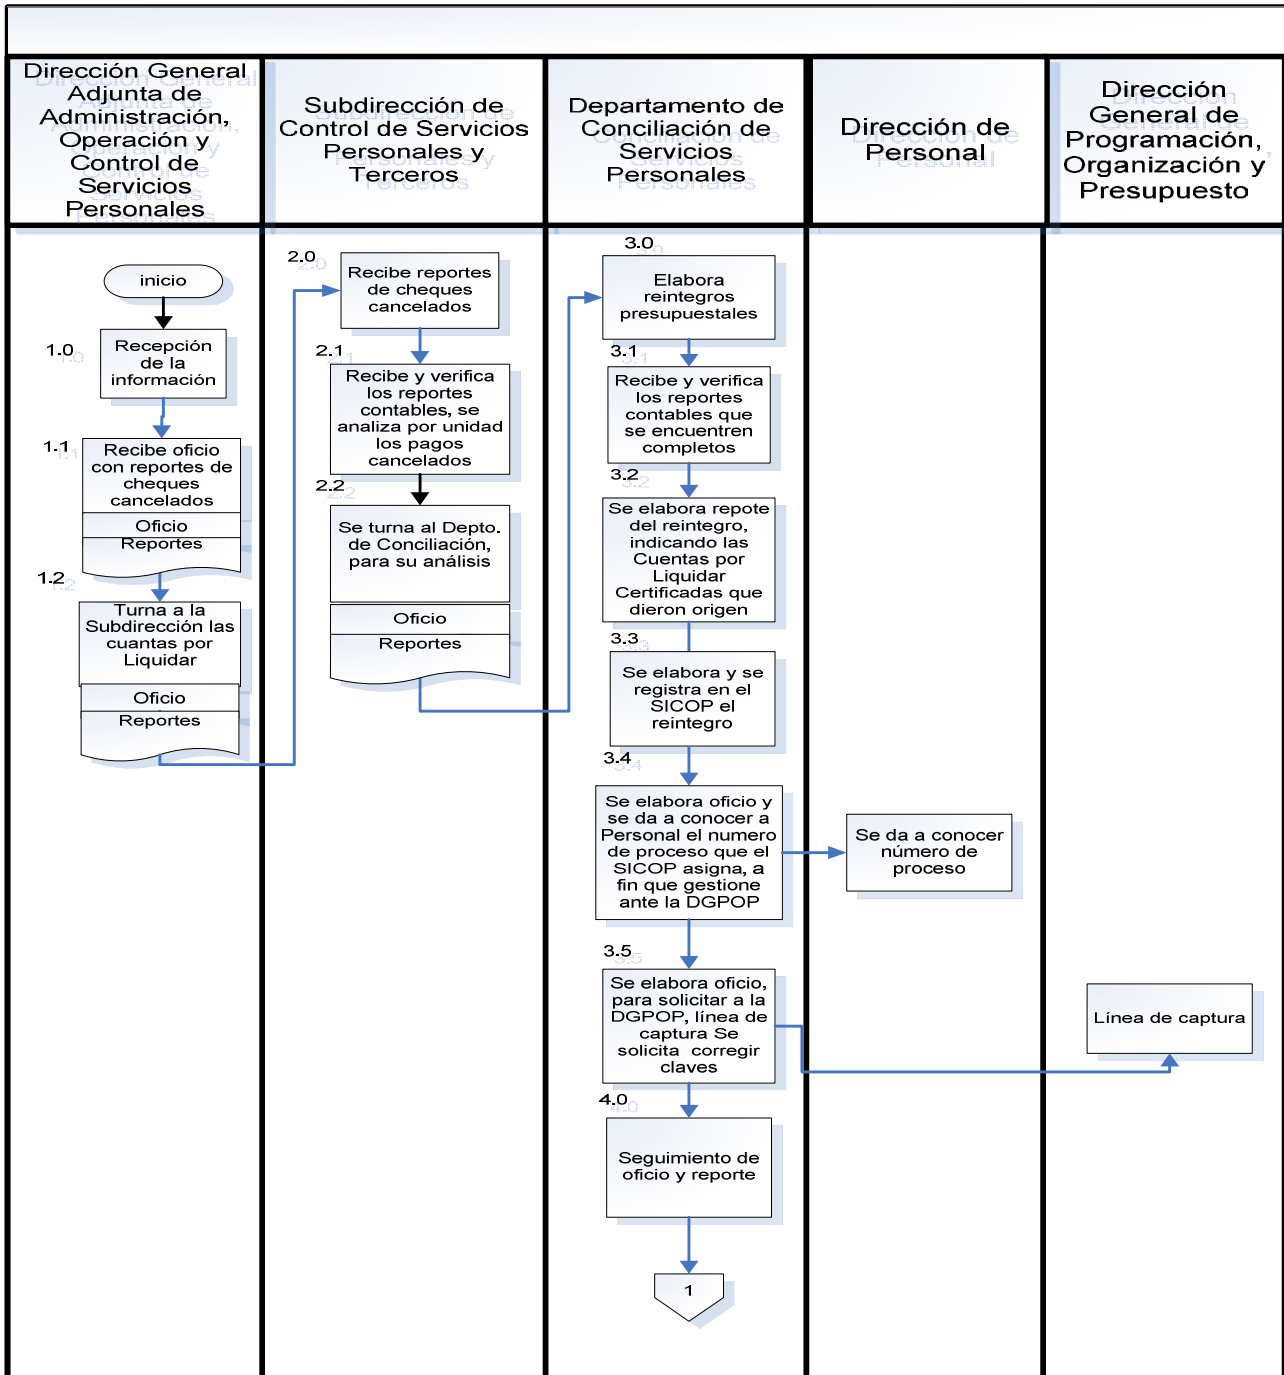 Dirección General
Adjunta de
Administración,
Operación y
Control de
Servicios
Personales
Subdirección de
Control de Servicios
Personales y
Terceros
Departamento de
Conciliación de
Servicios
Personales
Dirección de
Personal
Dirección
General de
Programación,
Organización y
Presupuesto
inicio
1.0
Recepción
de la
información
1.1
Recibe oficio
con reportes de
cheques
cancelados
Oficio
Reportes
1.2
Turna a la
Subdirección las
cuantas por
Liquidar
Oficio
Reportes
2.0
Recibe reportes
de cheques
cancelados
2.1
Recibe y verifica
los reportes
contables, se
analiza por unidad
los pagos
cancelados
2.2
Se turna al Depto.
de Conciliación,
para su análisis
Oficio
Reportes
3.0
Elabora
reintegros
presupuestales
3.1
Recibe y verifica
los reportes
contables que
se encuentren
completos
3.2
Se elabora repote
del reintegro,
indicando las
Cuentas por
Liquidar
Certificadas que
dieron origen
3.3
Se elabora y se
registra en el
SICOP el
reintegro
3.4
Se elabora oficio y
se da a conocer a
Personal el numero
de proceso que el
SICOP asigna, a
fin que gestione
ante la DGPOP
Se da a conocer
número de
proceso
3.5
Se elabora oficio,
para solicitar a la
DGPOP, línea de
captura Se
solicita corregir
claves
Línea de captura
4.0
Seguimiento de
oficio y reporte
1